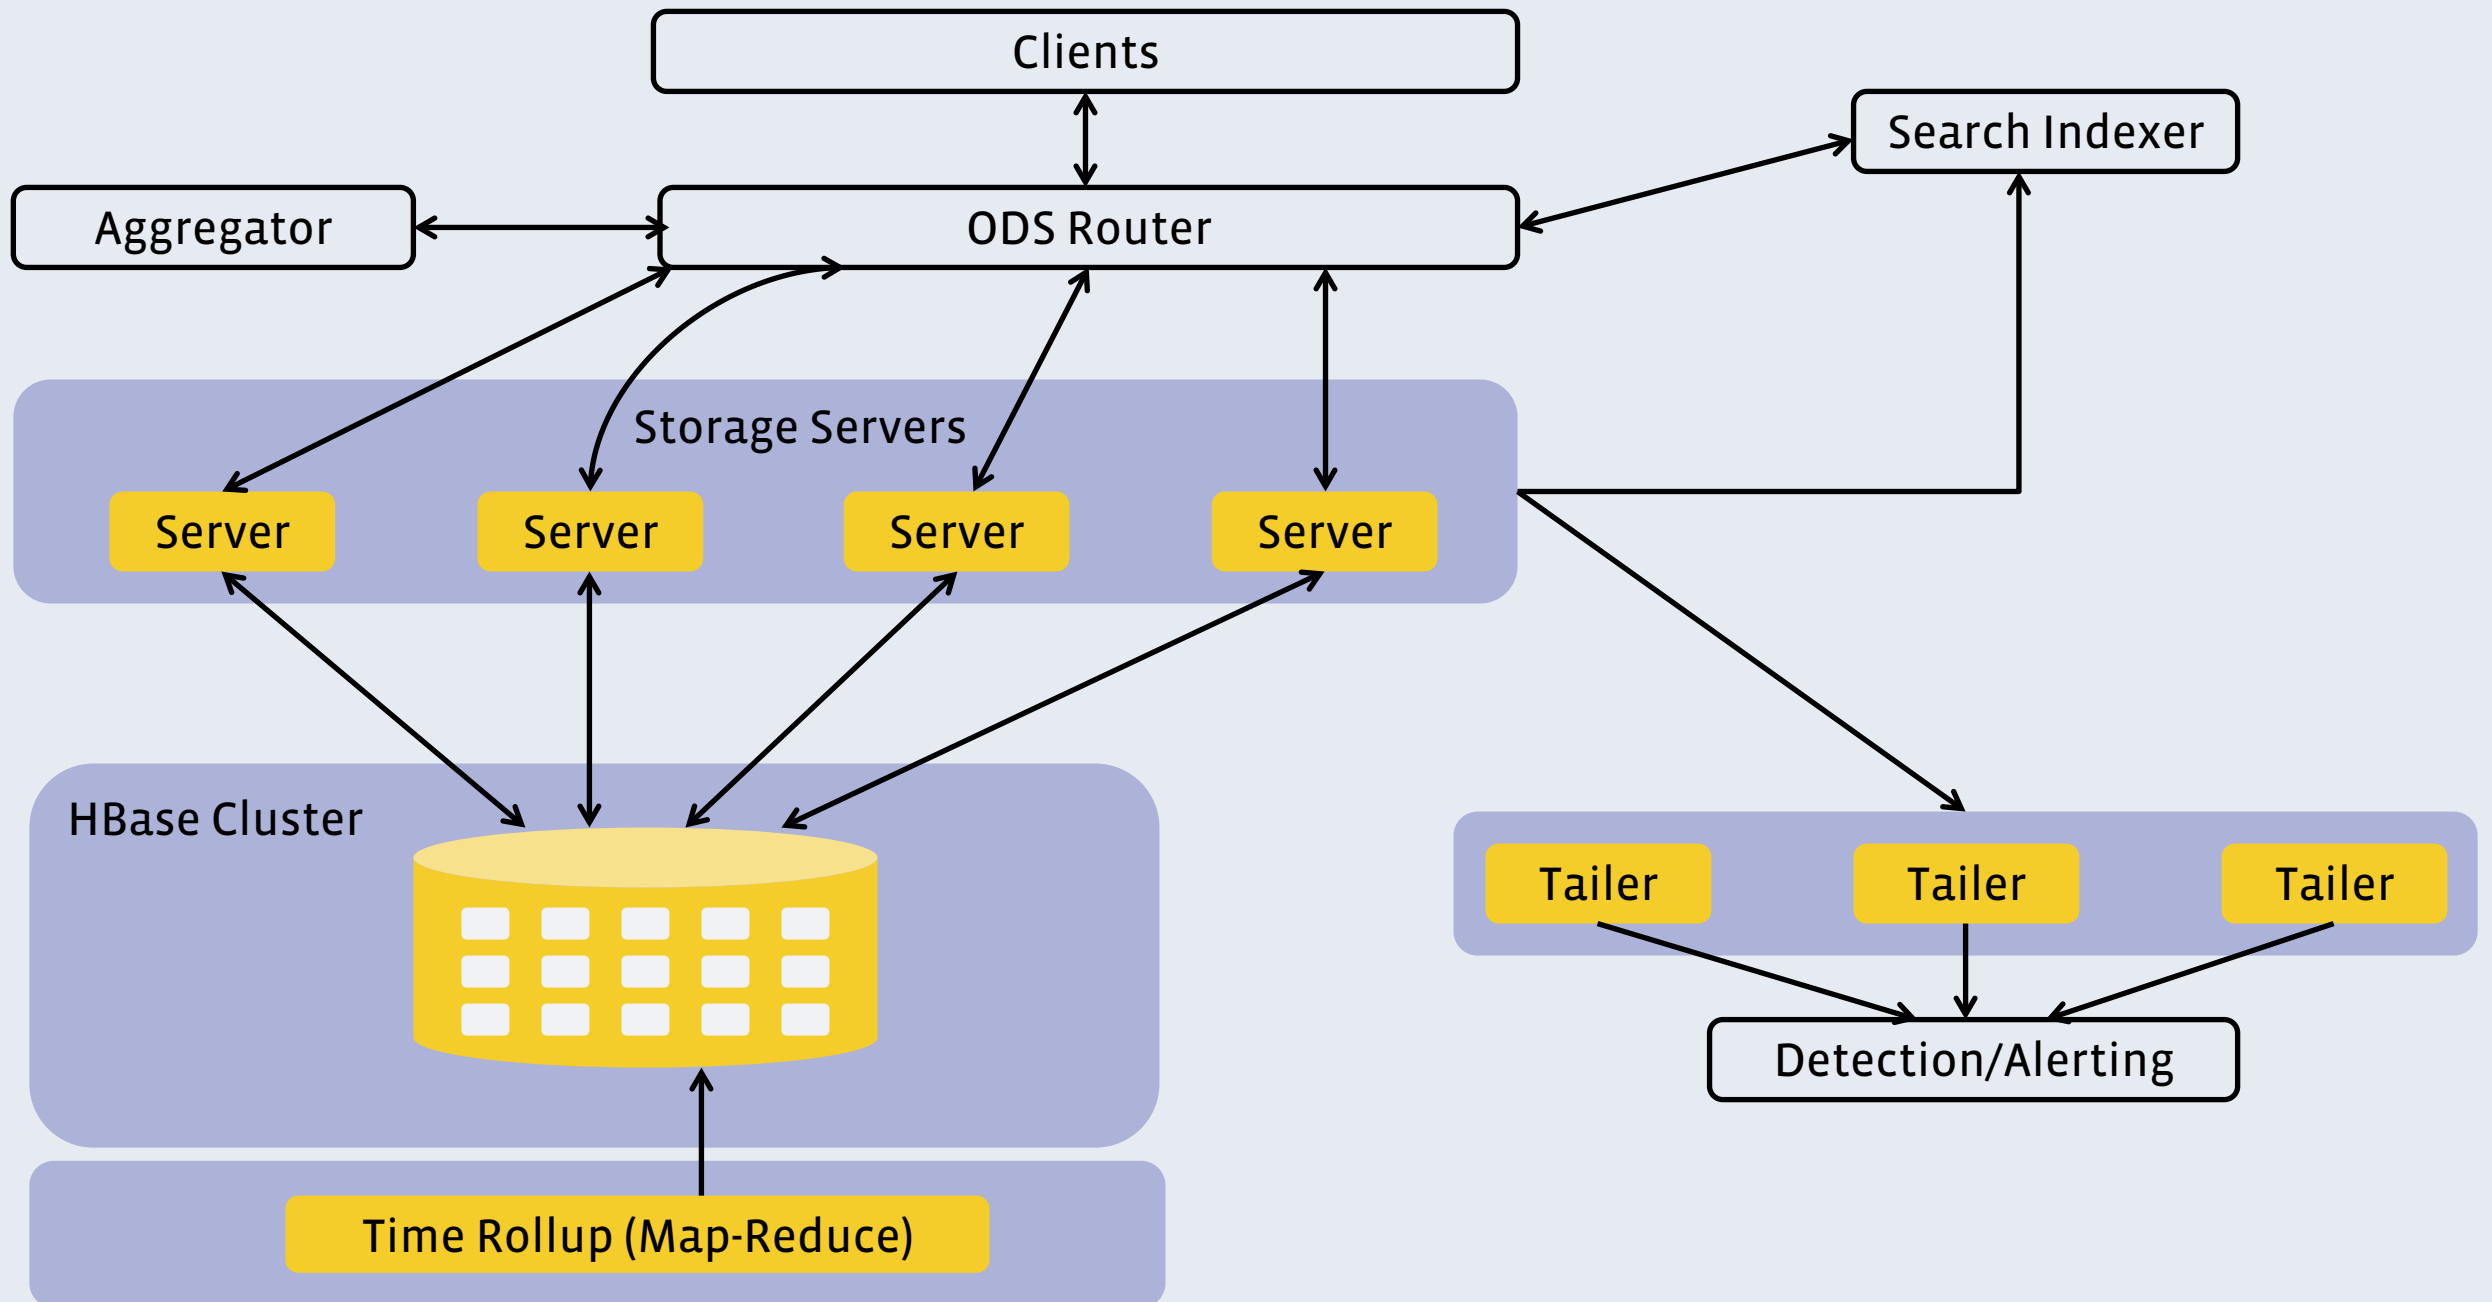 Clients
Search Indexer
Aggregator
ODS Router
Storage Servers
Server
Server
Server
Server
HBase Cluster
Tailer
Tailer
Tailer
Detection/Alerting
Time Rollup (Map-Reduce)